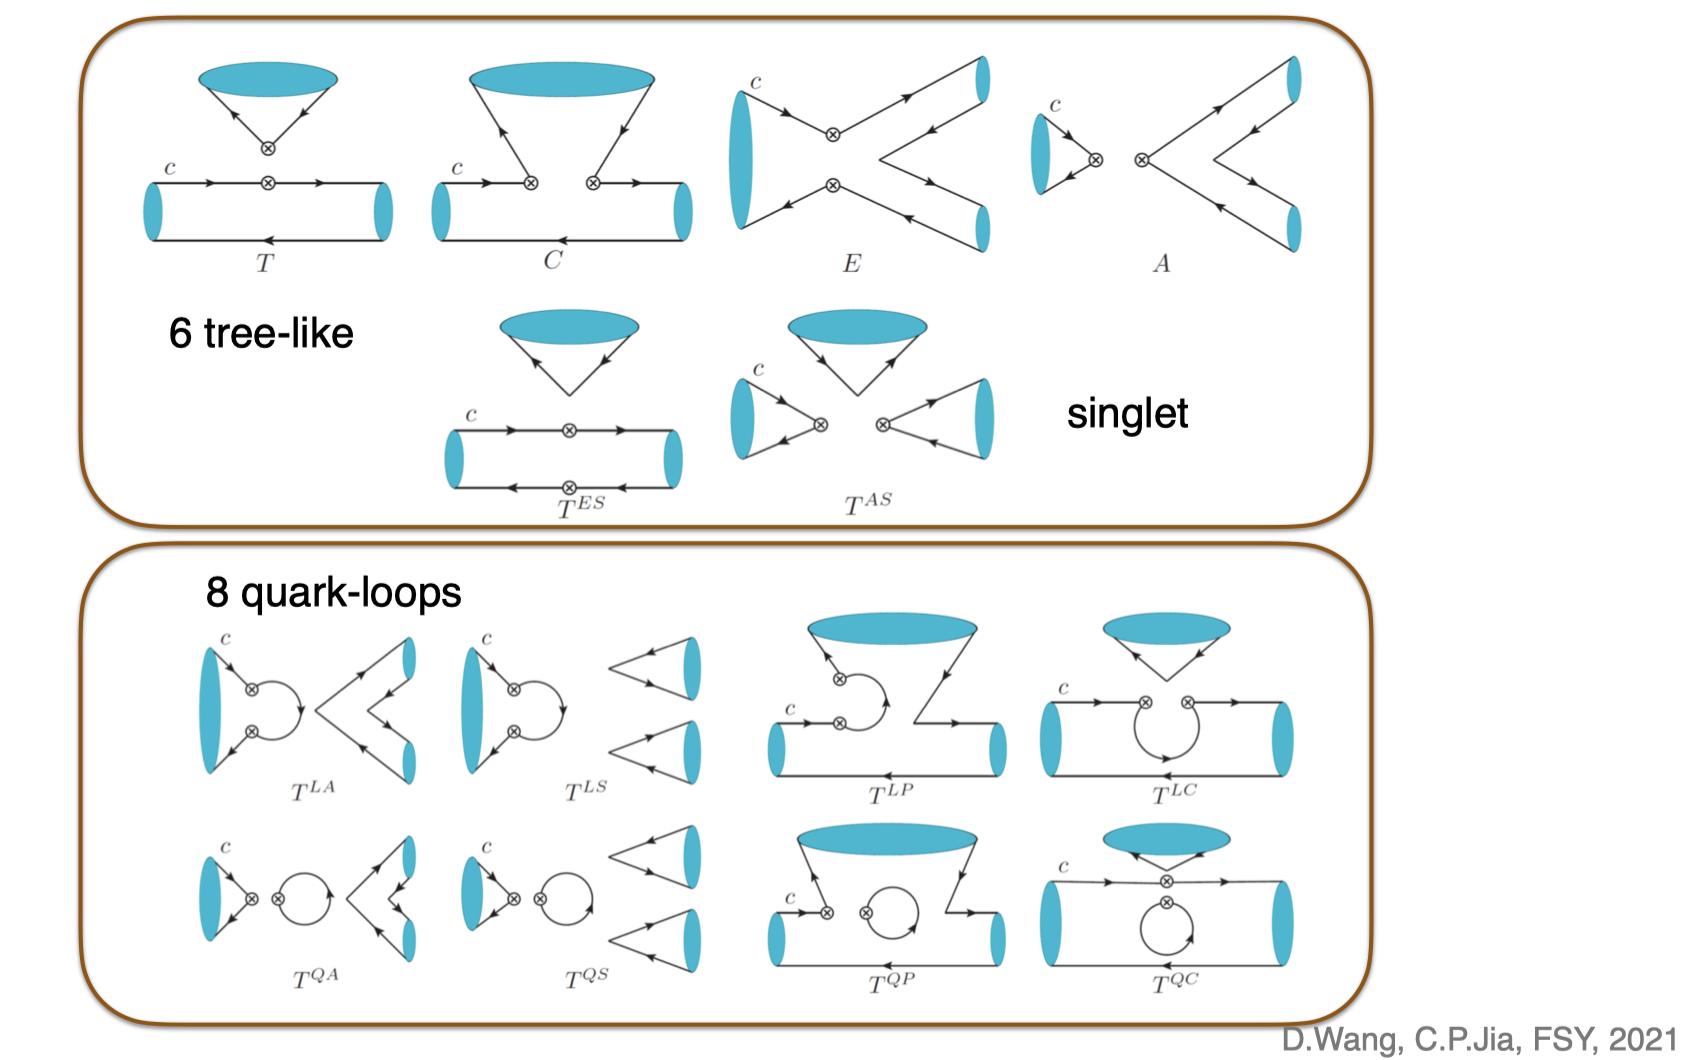 c
c
c
c
T
C
E
A
6 tree-like
c
c
singlet
T^{ES}
T^{AS}
8 quark-loops
c
c
c
c
T^{LA}
T^{LS}
T^{LP}
T^{LC}
c
c
c
c
T^{QA}
T^{QS}
T^{QP}
T^{QC}
D.Wang, C.P.Jia, FSY, 2021